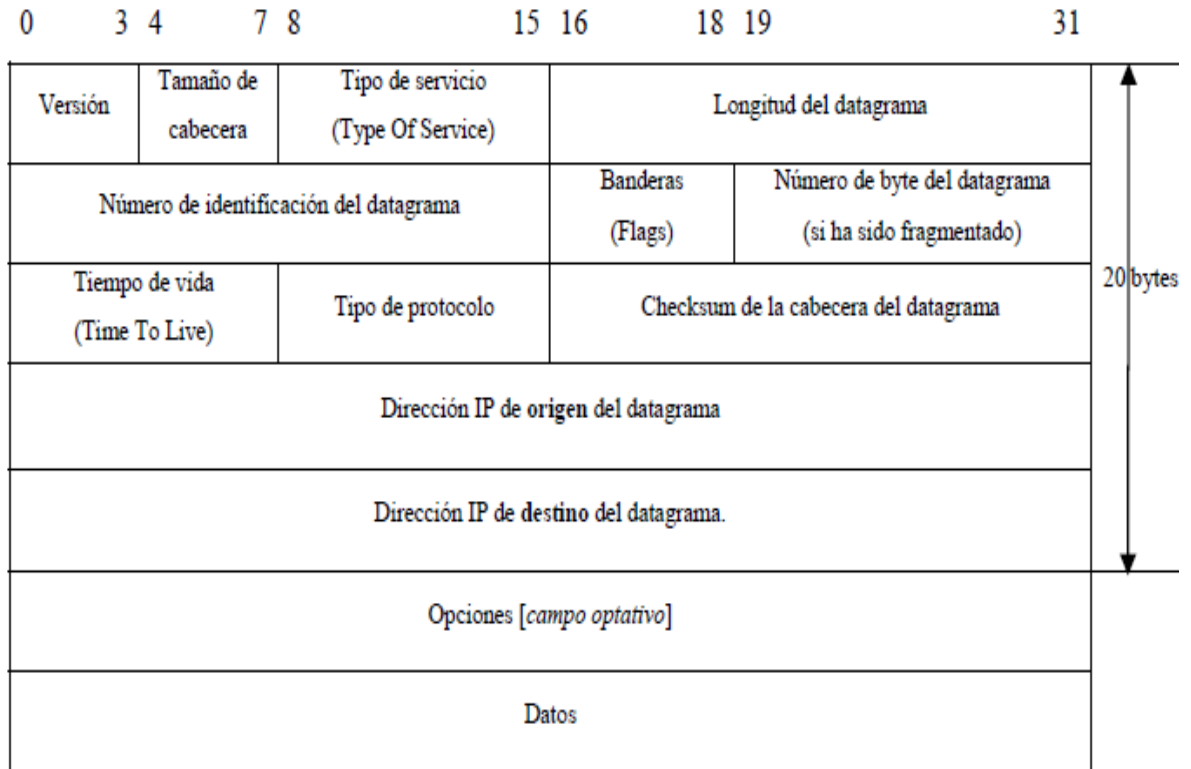 0 3 4 7 8 15 16 18 19 31
Versión
Tamaño de
cabecera
Tipo de servicio
(Type Of Service)
Longitud del datagrama
Número de identificación del datagrama
Banderas
(Flags)
Número de byte del datagrama
(si ha sido fragmentado)
Tiempo de vida
(Time To Live)
Tipo de protocolo
Checksum de la cabecera del datagrama
20 bytes
Dirección IP de origen del datagrama
Dirección IP de destino del datagrama.
Opciones [campo optativo]
Datos